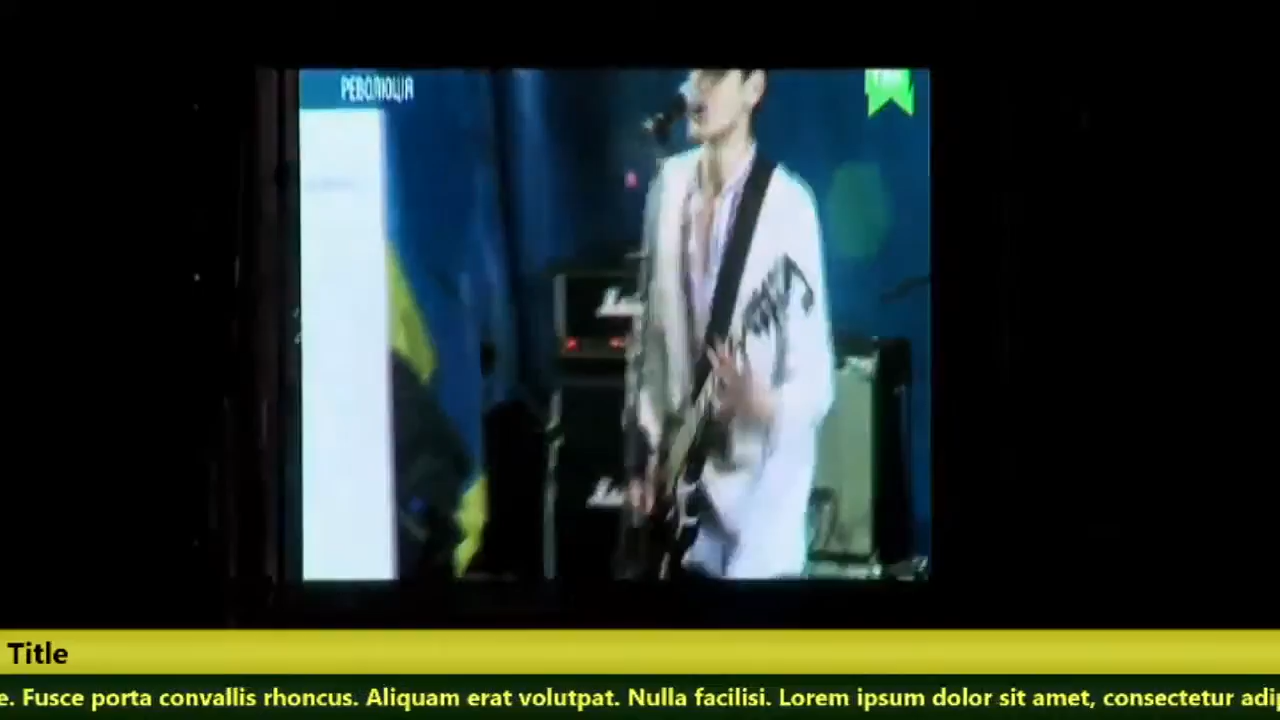 РЕВОЛЮЦІЯ
Title
e. Fusce porta convallis rhoncus. Aliquam erat volutpat. Nulla facilisi. Lorem ipsum dolor sit amet, consectetur adip